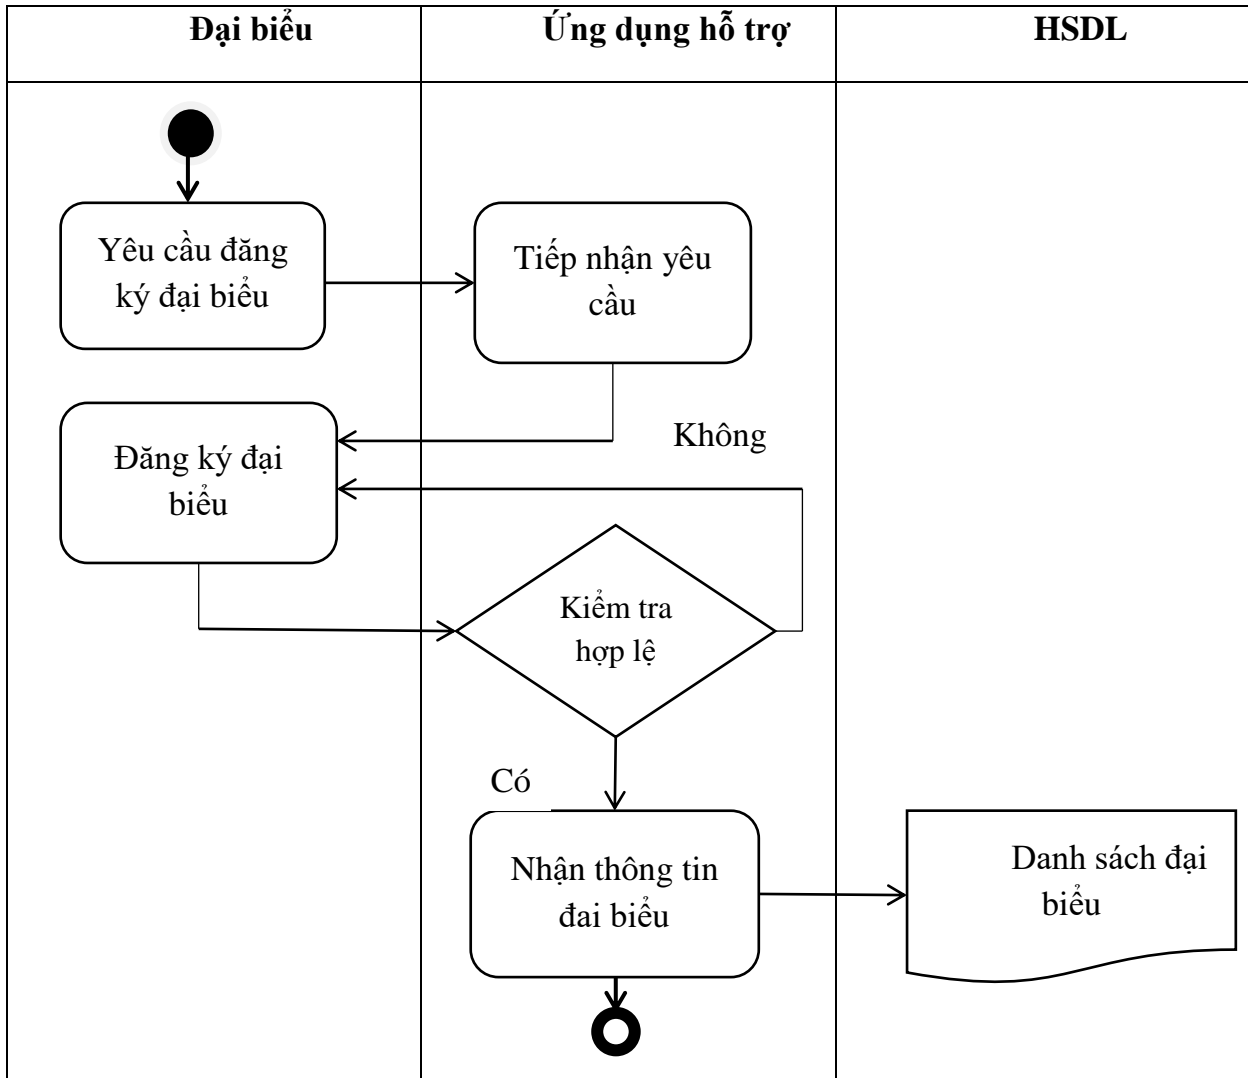 Đại biểu
Ứng dụng hỗ trợ
HSDL
Yêu cầu đăng
ký đại biểu
Tiếp nhận yêu
cầu
Đăng ký đại
biểu
Không
Kiểm tra
hợp lệ
Có
Nhận thông tin
đai biểu
Danh sách đại
biểu